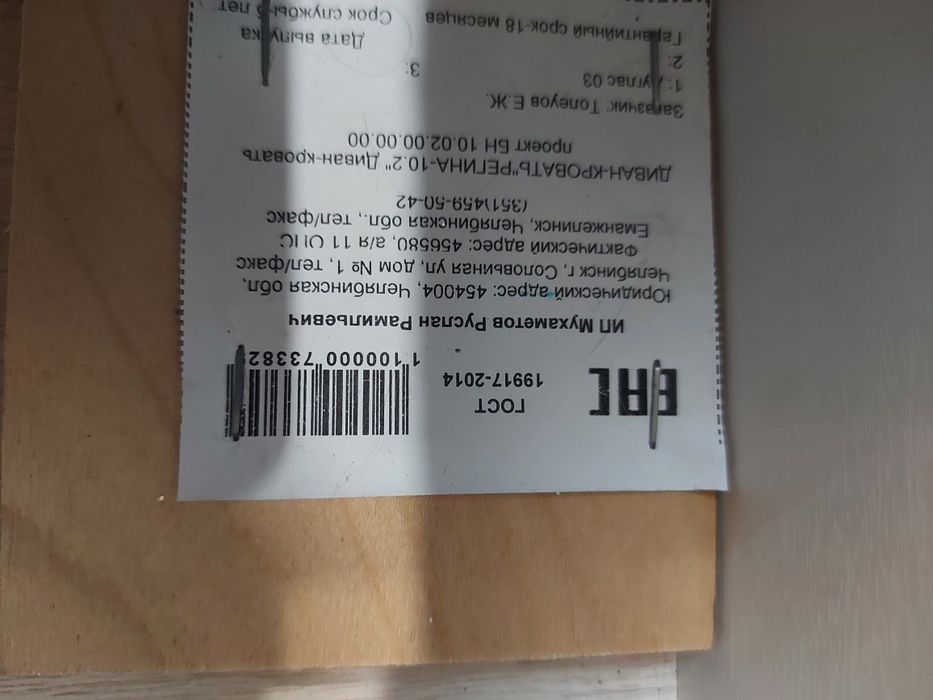 EAC
ГОСТ
19917-2014
1 100000 73382
ИП Мухаметов Руслан Рамильевич
Юридический адрес: 454004, Челябинская обл,
Челябинск г, Соловьиная ул, дом № 1, тел/факс
Фактический адрес: 456580, а/я 11 ОПС
Еманжелинск, Челябинская обл., тел/факс
(351)459-50-42
ДИВАН-КРОВАТЬ"РЕГИНА-10.2" Диван-кровать
проект БН 10.02.00.00.00
Заказчик: Толеуов Е.Ж.
1: 03
2:
3:
Гарантийный срок-18 месяцев
Дата выпуска
Срок службы-5 лет